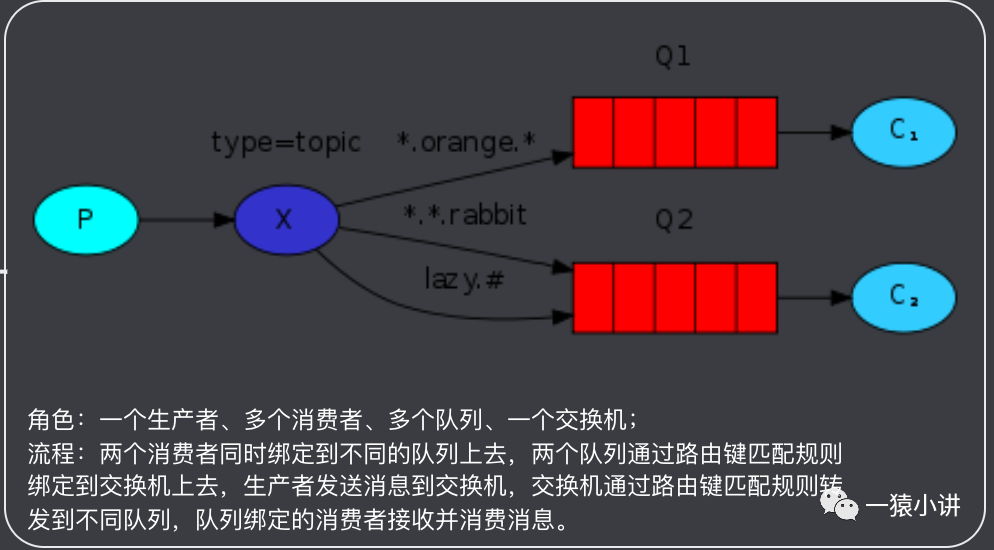 Q1
type=topic
*.orange.*
C₁
P
X
*.*.rabbit
Q2
lazy.#
C₂
角色：一个生产者、多个消费者、多个队列、一个交换机；
流程：两个消费者同时绑定到不同的队列上去，两个队列通过路由键匹配规则
绑定到交换机上去，生产者发送消息到交换机，交换机通过路由键匹配规则转
发到不同队列，队列绑定的消费者接收并消费消息。
一猿小讲